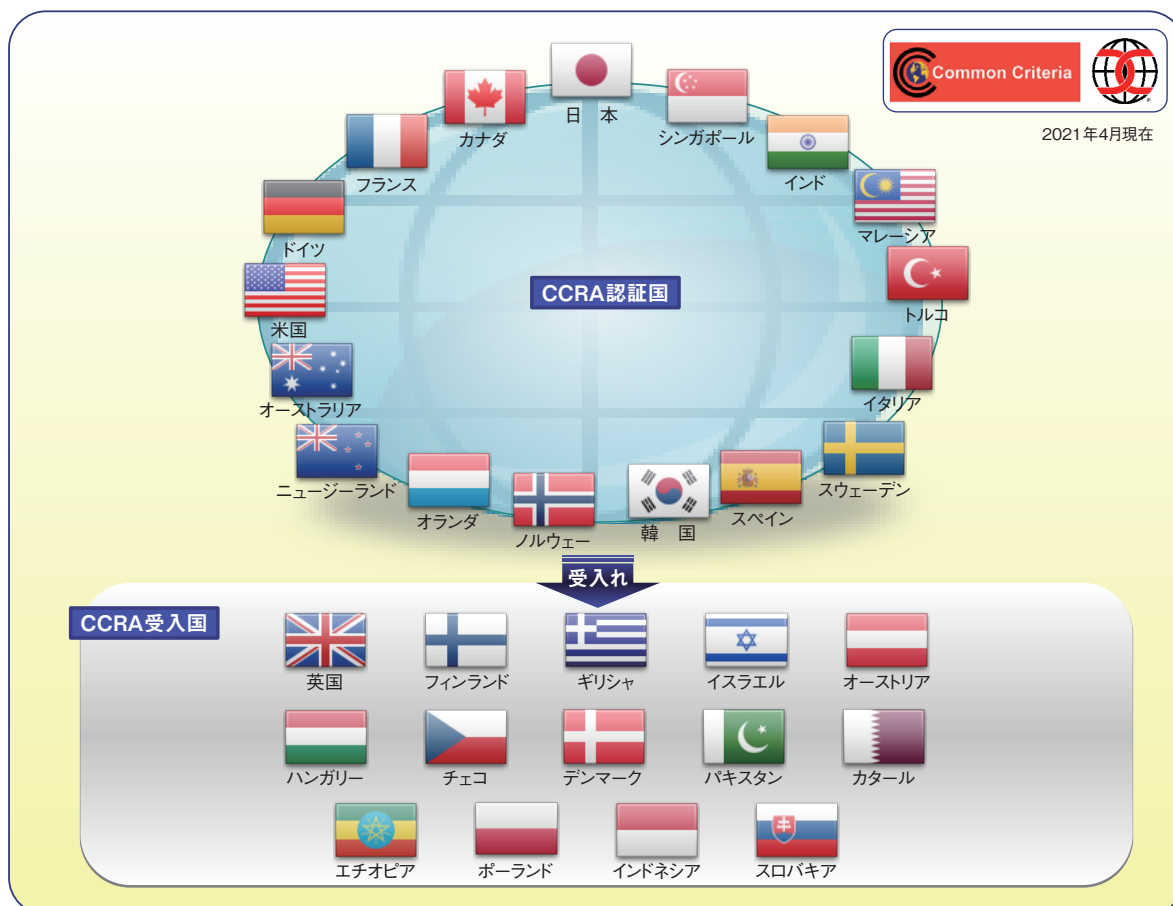 Common Criteria
2021年4月現在
日　本
カナダ
シンガポール
フランス
インド
ドイツ
マレーシア
米国
トルコ
CCRA認証国
オーストラリア
イタリア
ニュージーランド
スウェーデン
オランダ
ノルウェー
韓　国
スペイン
受入れ
CCRA受入国
英国
フィンランド
ギリシャ
イスラエル
オーストリア
ハンガリー
チェコ
デンマーク
パキスタン
カタール
エチオピア
ポーランド
インドネシア
スロバキア